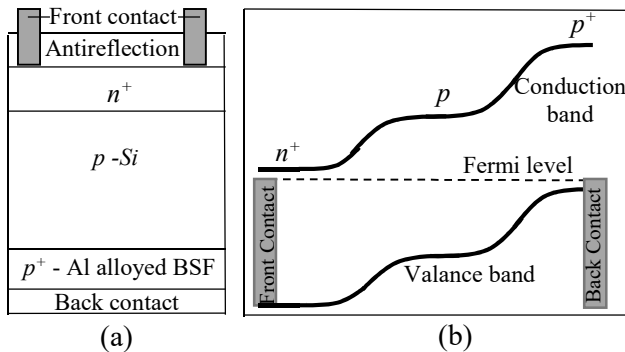 Front contact
Antireflection
n+
p -Si
p+ - Al alloyed BSF
Back contact
(a)
p+
p
Conduction
band
n+
Fermi level
Front Contact
Back Contact
Valance band
(b)